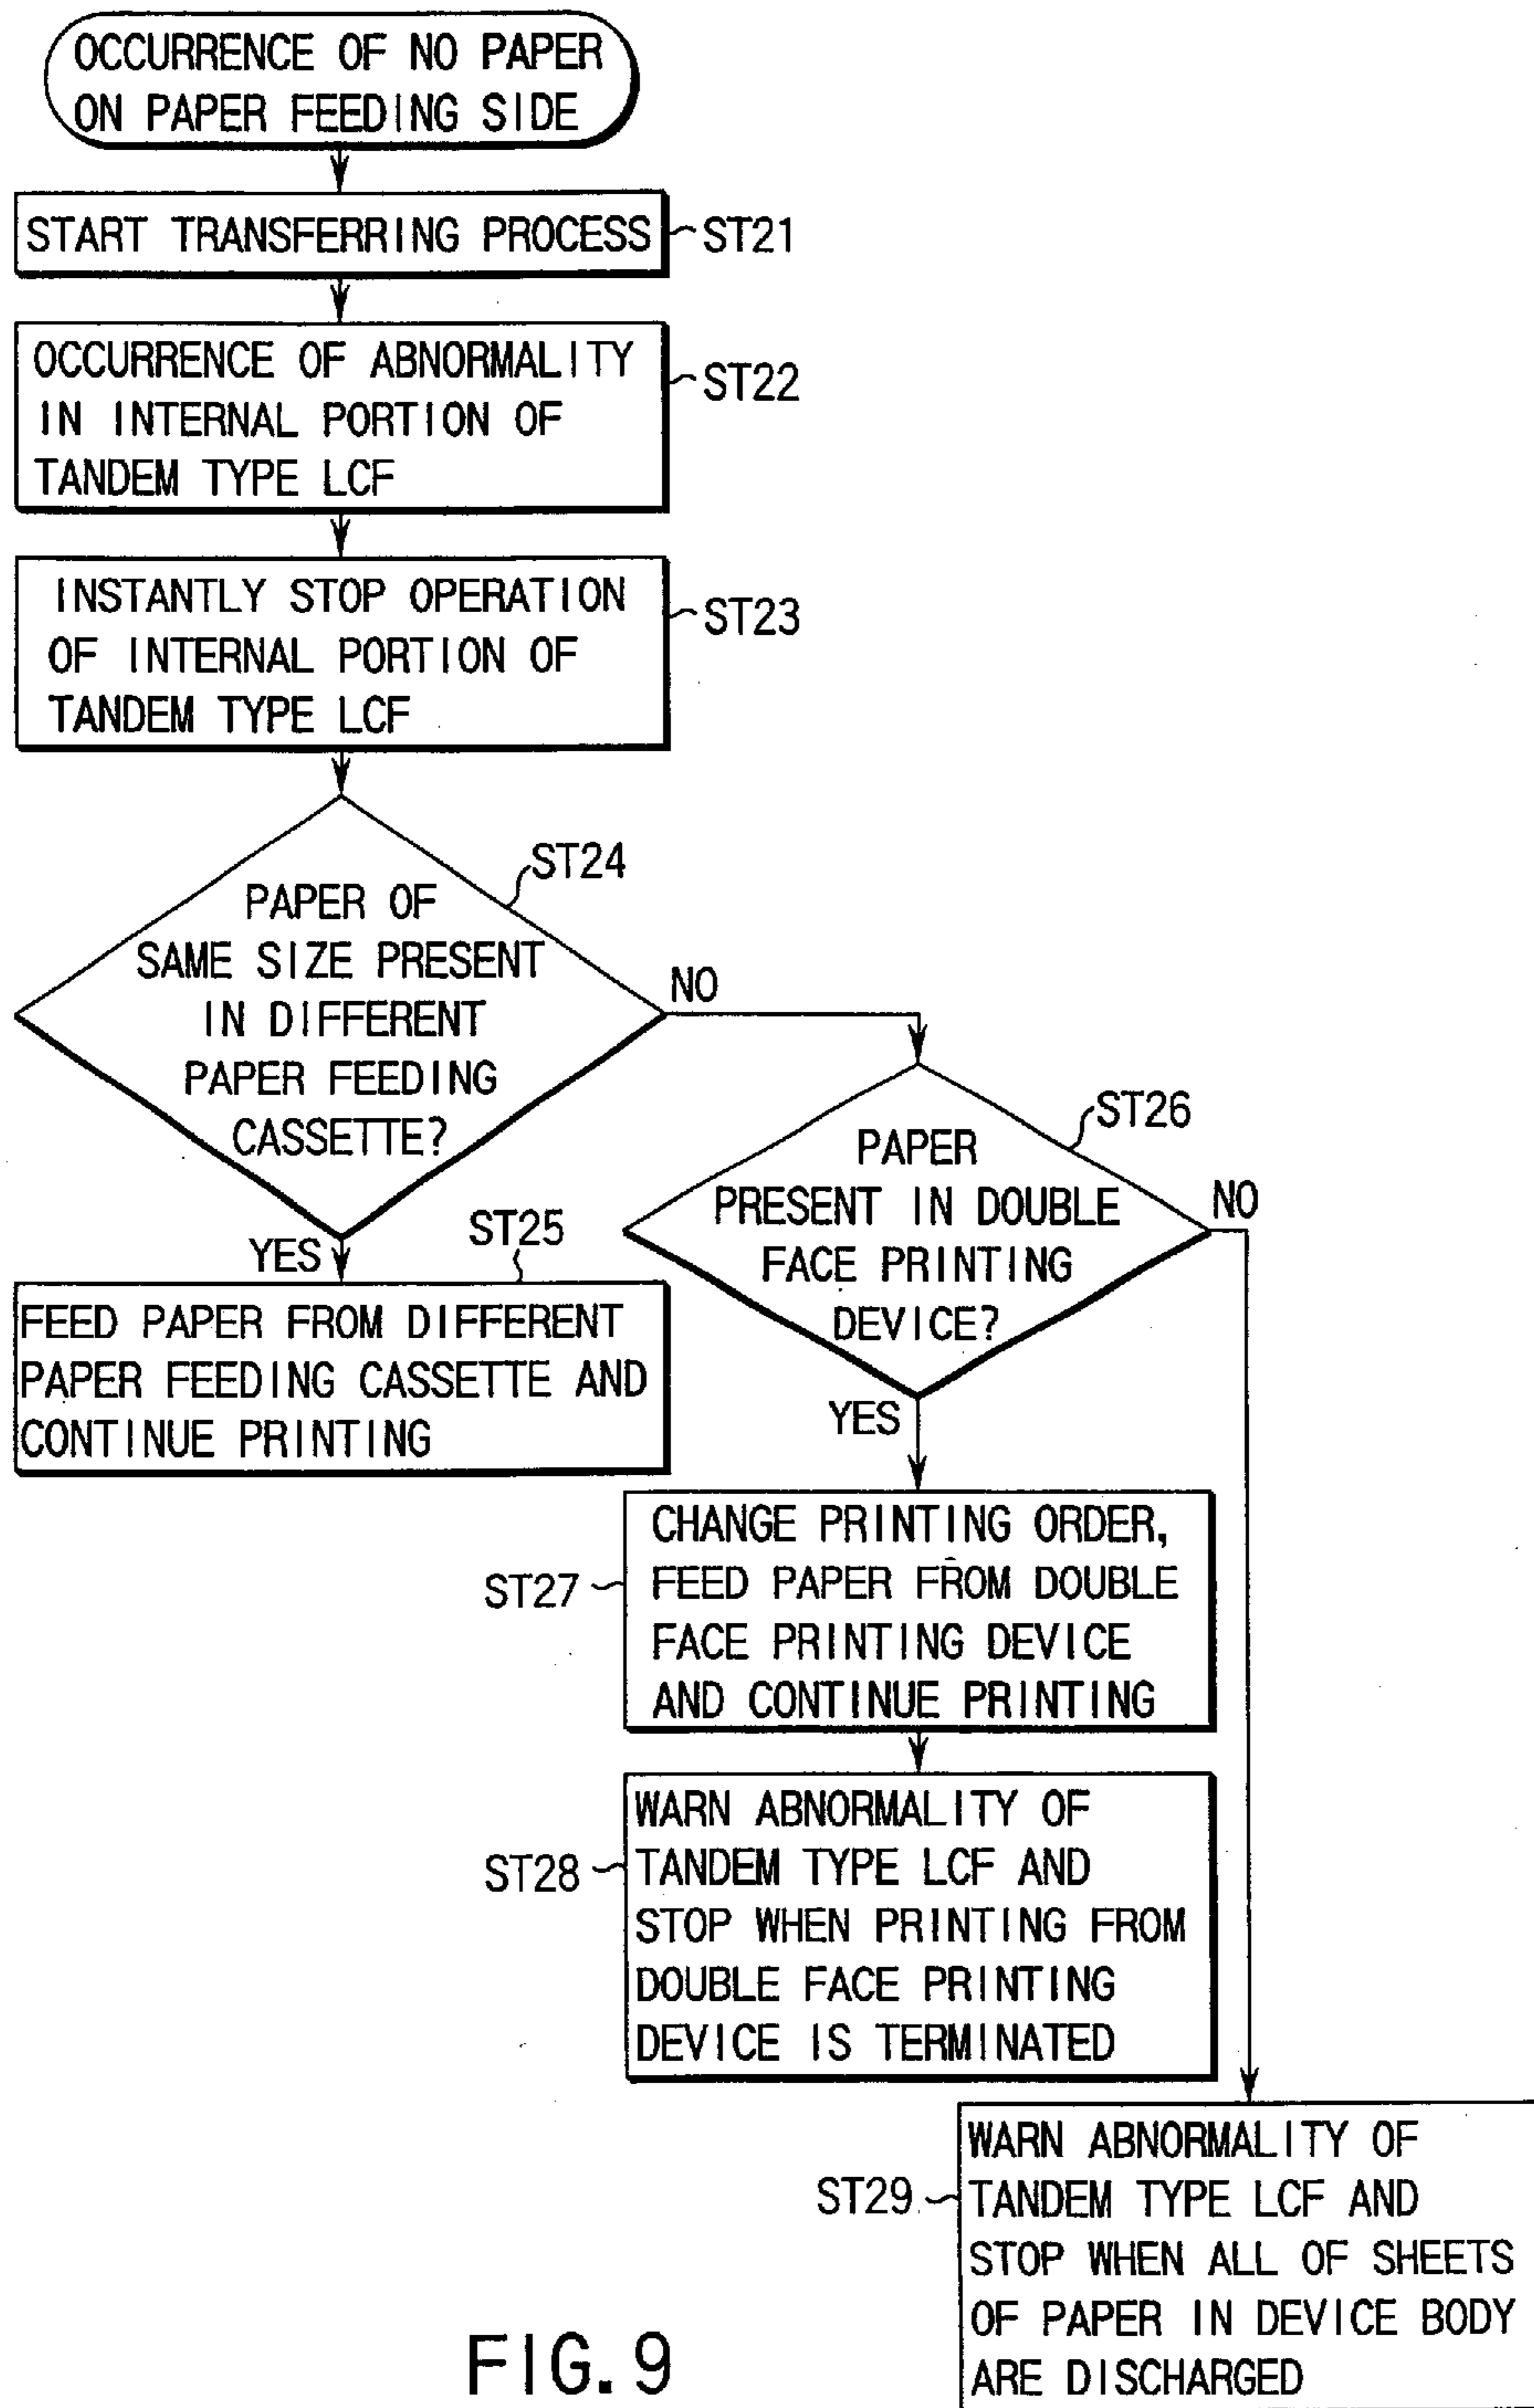 OCCURRENCE OF NO PAPER
ON PAPER FEEDING SIDE
START TRANSFERRING PROCESS
ST21
OCCURRENCE OF ABNORMALITY
IN INTERNAL PORTION OF
TANDEM TYPE LCF
ST22
INSTANTLY STOP OPERATION
OF INTERNAL PORTION OF
TANDEM TYPE LCF
ST23
ST24
PAPER OF
SAME SIZE PRESENT
IN DIFFERENT
PAPER FEEDING
CASSETTE?
NO
YES
ST25
FEED PAPER FROM DIFFERENT
PAPER FEEDING CASSETTE AND
CONTINUE PRINTING
ST26
PAPER
PRESENT IN DOUBLE
FACE PRINTING
DEVICE?
NO
YES
ST27
CHANGE PRINTING ORDER,
FEED PAPER FROM DOUBLE
FACE PRINTING DEVICE
AND CONTINUE PRINTING
ST28
WARN ABNORMALITY OF
TANDEM TYPE LCF AND
STOP WHEN PRINTING FROM
DOUBLE FACE PRINTING
DEVICE IS TERMINATED
ST29
WARN ABNORMALITY OF
TANDEM TYPE LCF AND
STOP WHEN ALL OF SHEETS
OF PAPER IN DEVICE BODY
ARE DISCHARGED
FIG. 9